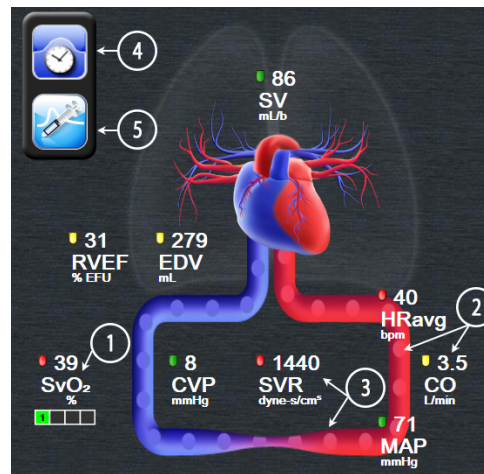 4
5
86
SV
mL/b
31
RVEF
% EFU
279
EDV
mL
40
HRavg
bpm
2
1
39
SvO₂
%
1
8
CVP
mmHg
1440
SVR
dyne-s/cm⁵
3
3.5
CO
L/min
71
MAP
mmHg